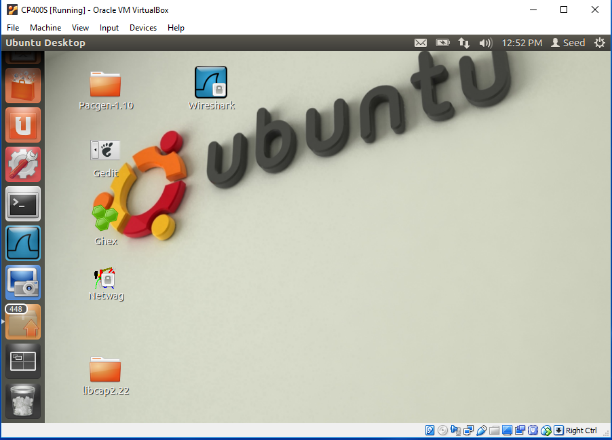 CP400S [Running] - Oracle VM VirtualBox
File Machine View Input Devices Help
Ubuntu Desktop 12:52 PM Seed
Pacgen-1.10 Wireshark
ubuntu
Gedit
Ghex
Netwag
448
libcap2.22
Right Ctrl